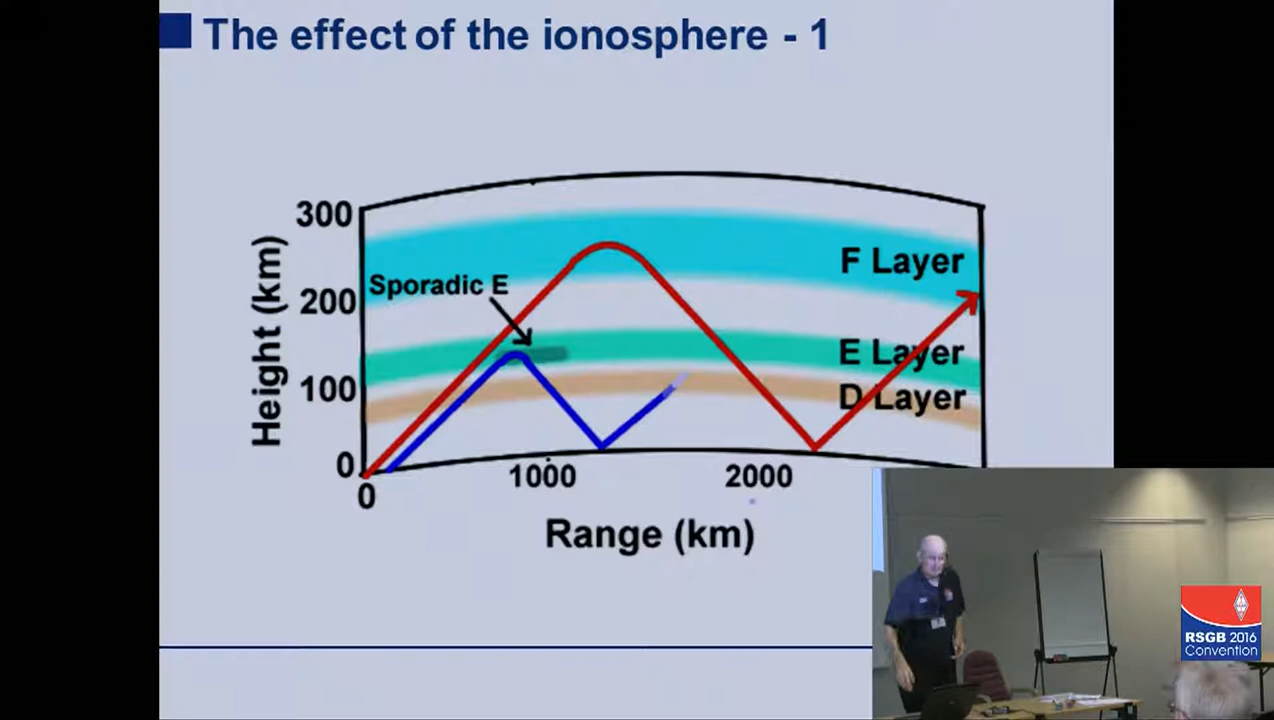 The effect of the ionosphere - 1
300
200
100
0
Height (km)
Sporadic E
F Layer
E Layer
D Layer
0
1000
2000
Range (km)
RSGB 2016
Convention